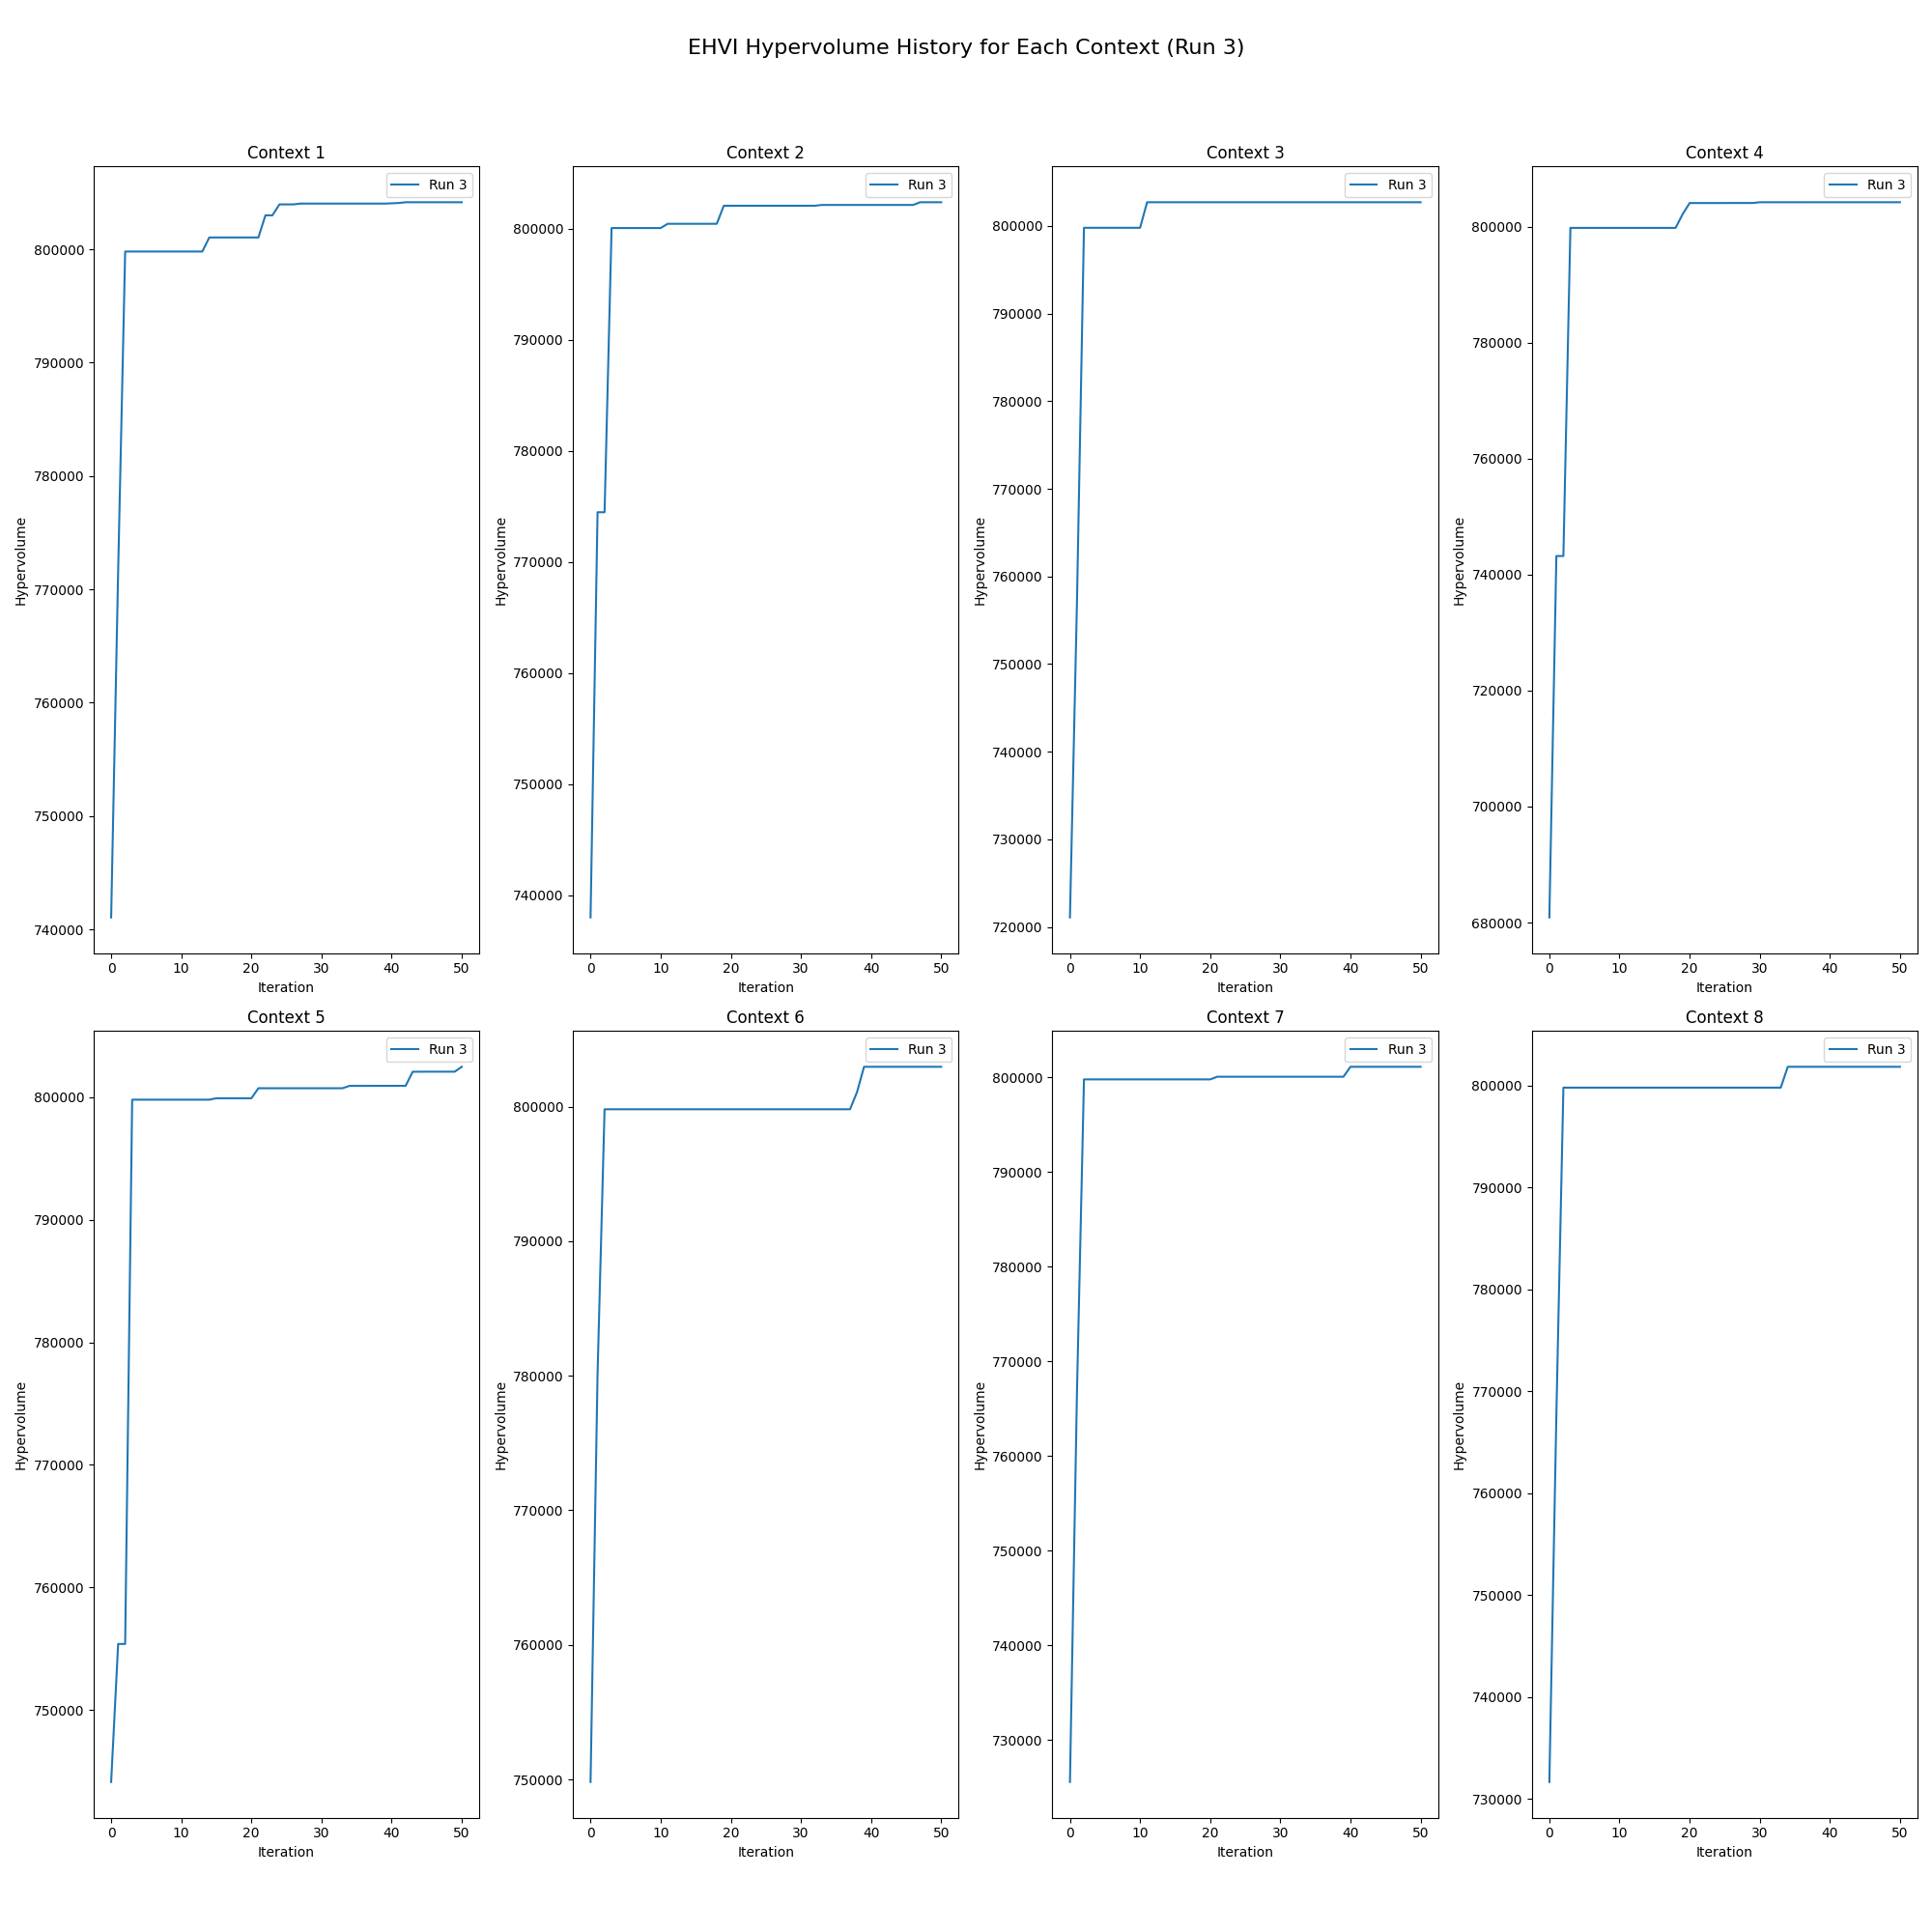 EHVI Hypervolume History for Each Context (Run 3)
Context 1
Run 3
800000
790000
780000
770000
760000
750000
740000
Hypervolume
0 10 20 30 40 50
Iteration
Context 2
Run 3
800000
790000
780000
770000
760000
750000
740000
Hypervolume
0 10 20 30 40 50
Iteration
Context 3
Run 3
800000
790000
780000
770000
760000
750000
740000
730000
720000
Hypervolume
0 10 20 30 40 50
Iteration
Context 4
Run 3
800000
780000
760000
740000
720000
700000
680000
Hypervolume
0 10 20 30 40 50
Iteration
Context 5
Run 3
800000
790000
780000
770000
760000
750000
Hypervolume
0 10 20 30 40 50
Iteration
Context 6
Run 3
800000
790000
780000
770000
760000
750000
Hypervolume
0 10 20 30 40 50
Iteration
Context 7
Run 3
800000
790000
780000
770000
760000
750000
740000
730000
Hypervolume
0 10 20 30 40 50
Iteration
Context 8
Run 3
800000
790000
780000
770000
760000
750000
740000
730000
Hypervolume
0 10 20 30 40 50
Iteration